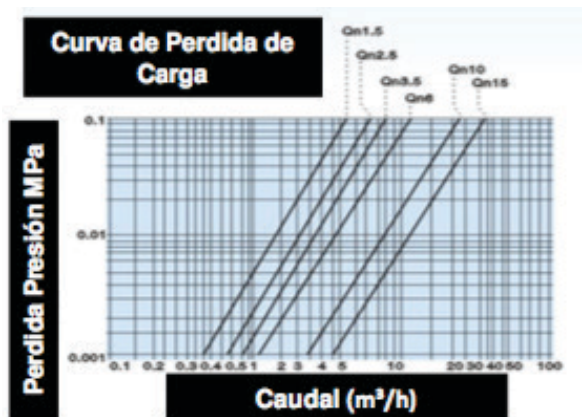 Curva de Perdida de
Carga
Qn1.5
Qn2.5
Qn3.5
Qn6
Qn10
Qn15
Perdida Presión MPa
0.1
0.01
0.001
0.1 0.2 0.3 0.4 0.5 1 2 3 4 5 10 20 30 40 50 100
Caudal (m³/h)